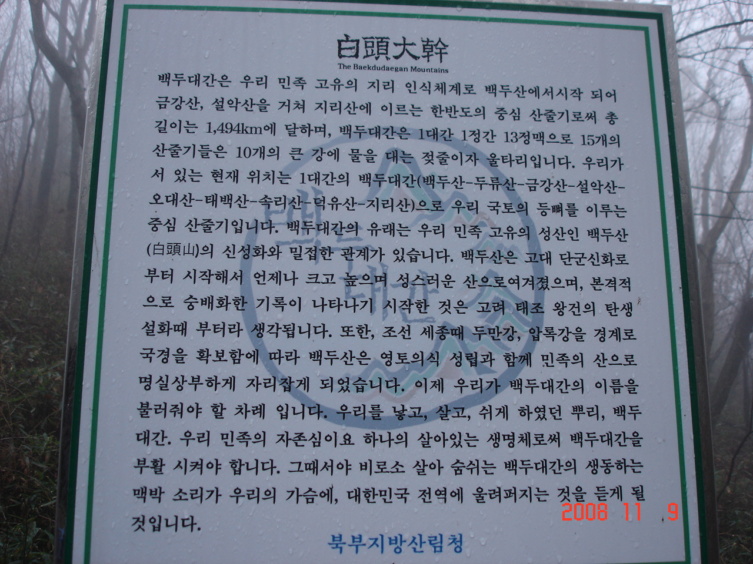 白頭大幹
The Baekdudaegan Mountains
백두대간은 우리 민족 고유의 지리 인식체계로 백두산에서시작 되어
금강산, 설악산을 거쳐 지리산에 이르는 한반도의 중심 산줄기로써 총
길이는 1,494km에 달하며, 백두대간은 1대간 1정간 13정맥으로 15개의
산줄기들은 10개의 큰 강에 물을 대는 젖줄이자 울타리입니다. 우리가
서 있는 현재 위치는 1대간의 백두대간(백두산-두류산-금강산-설악산-
오대산-태백산-속리산-덕유산-지리산)으로 우리 국토의 등뼈를 이루는
중심 산줄기입니다. 백두대간의 유래는 우리 민족 고유의 성산인 백두산
(白頭山)의 신성화와 밀접한 관계가 있습니다. 백두산은 고대 단군신화로
부터 시작해서 언제나 크고 높으며 성스러운 산으로여겨졌으며, 본격적
으로 숭배화한 기록이 나타나기 시작한 것은 고려 태조 왕건의 탄생
설화때 부터라 생각됩니다. 또한, 조선 세종때 두만강, 압록강을 경계로
국경을 확보함에 따라 백두산은 영토의식 성립과 함께 민족의 산으로
명실상부하게 자리잡게 되었습니다. 이제 우리가 백두대간의 이름을
불러줘야 할 차례 입니다. 우리를 낳고, 살고, 쉬게 하였던 뿌리, 백두
대간. 우리 민족의 자존심이요 하나의 살아있는 생명체로써 백두대간을
부활 시켜야 합니다. 그때서야 비로소 살아 숨쉬는 백두대간의 생동하는
맥박 소리가 우리의 가슴에, 대한민국 전역에 울려퍼지는 것을 듣게 될
것입니다.
백두대간
북부지방산림청
2008 11 ,9